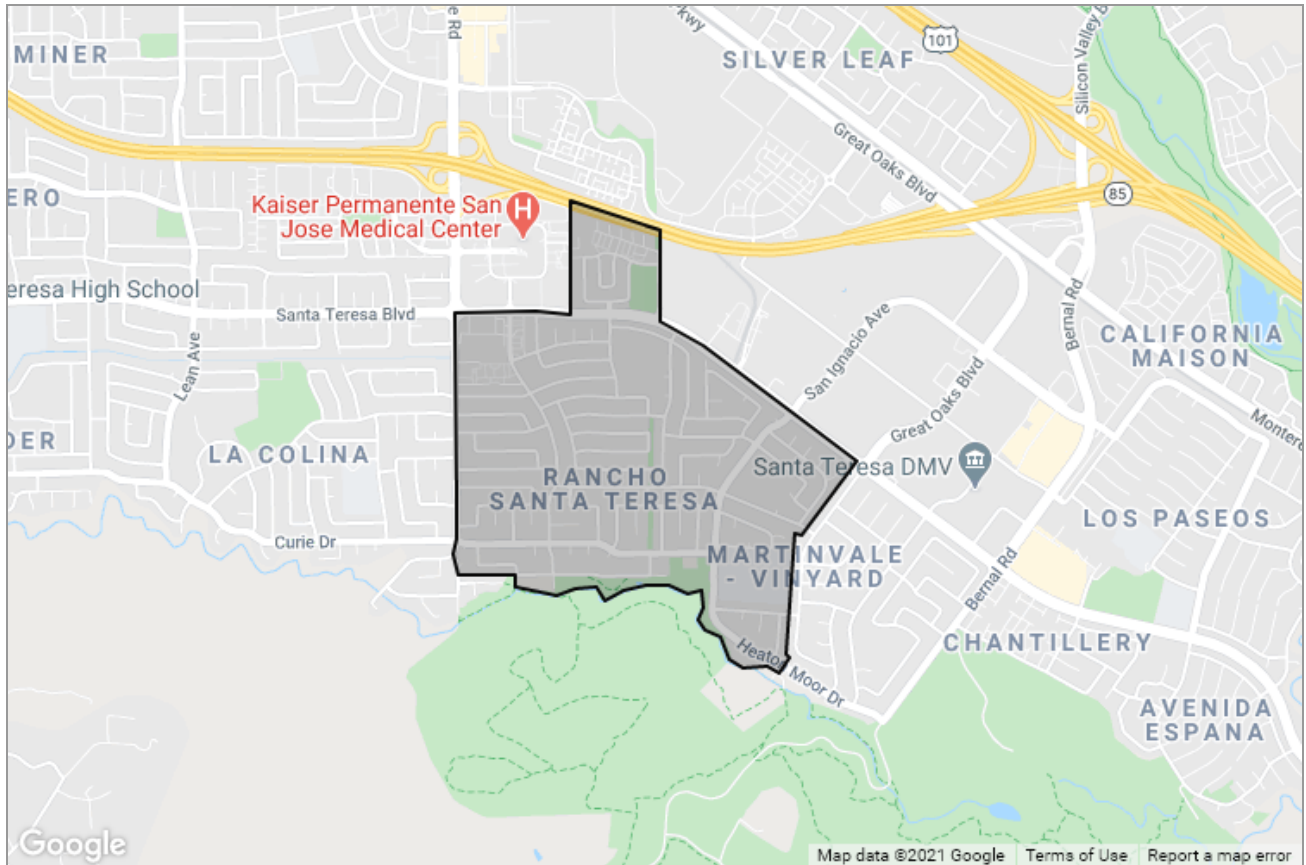 Pkwy
101
MINER
e Rd
SILVER LEAF
Silicon Valley B
Great Oaks Blvd
85
ERO
Kaiser Permanente San
Jose Medical Center
H
eresa High School
Santa Teresa Blvd
Lean Ave
San Ignacio Ave
Bernal Rd
CALIFORNIA
MAISON
Great Oaks Blvd
Montere
DER
LA COLINA
RANCHO
SANTA TERESA
Santa Teresa DMV
LOS PASEOS
Curie Dr
MARTINVALE
- VINYARD
Bernal Rd
CHANTILLERY
Heaton Moor Dr
AVENIDA
ESPANA
Google
Map data ©2021 Google
Terms of Use
Report a map error